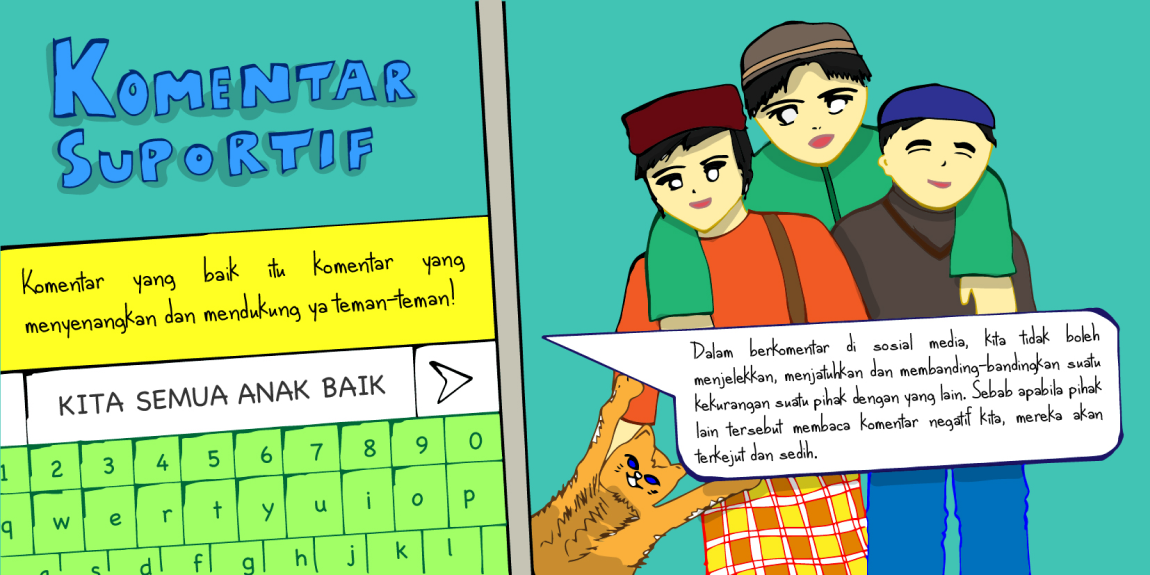 KOMENTAR
SUPORTIF
Komentar yang baik itu komentar yang
menyenangkan dan mendukung ya teman-teman!
KITA SEMUA ANAK BAIK
1 2 3 4 5 6 7 8 9 0
q w e r t y u i o p
a s d f g h j k l
Dalam berkomentar di sosial media, kita tidak boleh
menjelekkan, menjatuhkan dan membanding-bandingkan suatu
kekurangan suatu pihak dengan yang lain. Sebab apabila pihak
lain tersebut membaca komentar negatif kita, mereka akan
terkejut dan sedih.